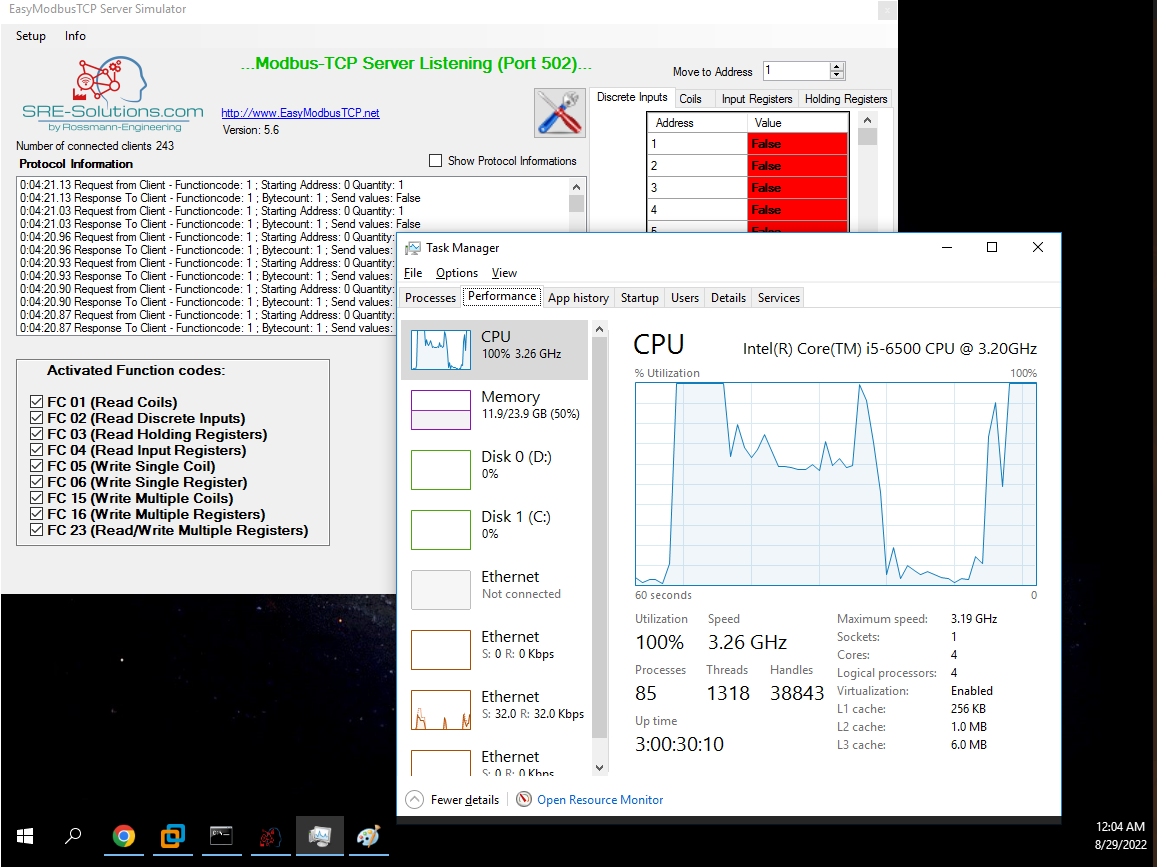 EasyModbusTCP Server Simulator
Setup Info
...Modbus-TCP Server Listening (Port 502)...
Move to Address 1
SRE-Solutions.com
by Rossmann-Engineering
http://www.EasyModbusTCP.net
Version: 5.6
Discrete Inputs Coils Input Registers Holding Registers
Address Value
1 False
2 False
3 False
4 False
5 False
Number of connected clients 243
Protocol Information
Show Protocol Informations
0:04:21.13 Request from Client - Functioncode: 1 ; Starting Address: 0 Quantity: 1
0:04:21.13 Response To Client - Functioncode: 1 ; Bytecount: 1 ; Send values: False
0:04:21.03 Request from Client - Functioncode: 1 ; Starting Address: 0 Quantity: 1
0:04:21.03 Response To Client - Functioncode: 1 ; Bytecount: 1 ; Send values: False
0:04:20.96 Request from Client - Functioncode: 1 ; Starting Address: 0 Quantity:
0:04:20.96 Response To Client - Functioncode: 1 ; Bytecount: 1 ; Send values:
0:04:20.93 Request from Client - Functioncode: 1 ; Starting Address: 0 Quantity:
0:04:20.93 Response To Client - Functioncode: 1 ; Bytecount: 1 ; Send values:
0:04:20.90 Request from Client - Functioncode: 1 ; Starting Address: 0 Quantity:
0:04:20.90 Response To Client - Functioncode: 1 ; Bytecount: 1 ; Send values:
0:04:20.87 Request from Client - Functioncode: 1 ; Starting Address: 0 Quantity:
0:04:20.87 Response To Client - Functioncode: 1 ; Bytecount: 1 ; Send values:
Activated Function codes:
FC 01 (Read Coils)
FC 02 (Read Discrete Inputs)
FC 03 (Read Holding Registers)
FC 04 (Read Input Registers)
FC 05 (Write Single Coil)
FC 06 (Write Single Register)
FC 15 (Write Multiple Coils)
FC 16 (Write Multiple Registers)
FC 23 (Read/Write Multiple Registers)
Task Manager
File Options View
Processes Performance App history Startup Users Details Services
CPU
100% 3.26 GHz
Memory
11.9/23.9 GB (50%)
Disk 0 (D:)
0%
Disk 1 (C:)
0%
Ethernet
Not connected
Ethernet
S: 0 R: 0 Kbps
Ethernet
S: 32.0 R: 32.0 Kbps
Ethernet
S: 0 R: 0 Kbps
CPU Intel(R) Core(TM) i5-6500 CPU @ 3.20GHz
% Utilization 100%
60 seconds 0
Utilization Speed
100% 3.26 GHz
Processes Threads Handles
85 1318 38843
Up time
3:00:30:10
Maximum speed: 3.19 GHz
Sockets: 1
Cores: 4
Logical processors: 4
Virtualization: Enabled
L1 cache: 256 KB
L2 cache: 1.0 MB
L3 cache: 6.0 MB
Fewer details Open Resource Monitor
12:04 AM
8/29/2022